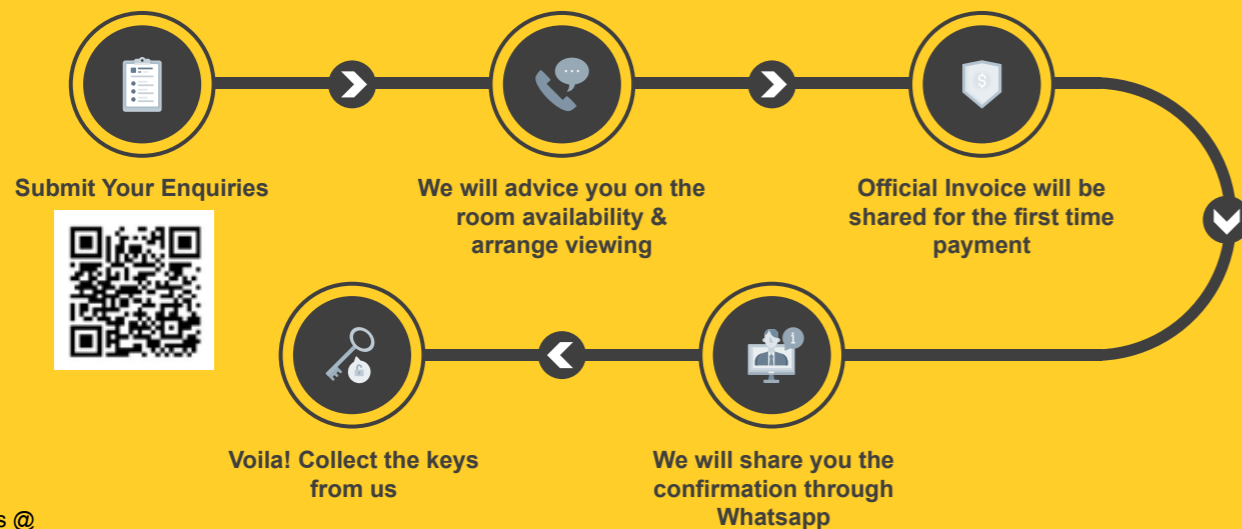 Submit Your Enquiries
We will advice you on the
room availability &
arrange viewing
Official Invoice will be
shared for the first time
payment
Voila! Collect the keys
from us
We will share you the
confirmation through
Whatsapp
s @